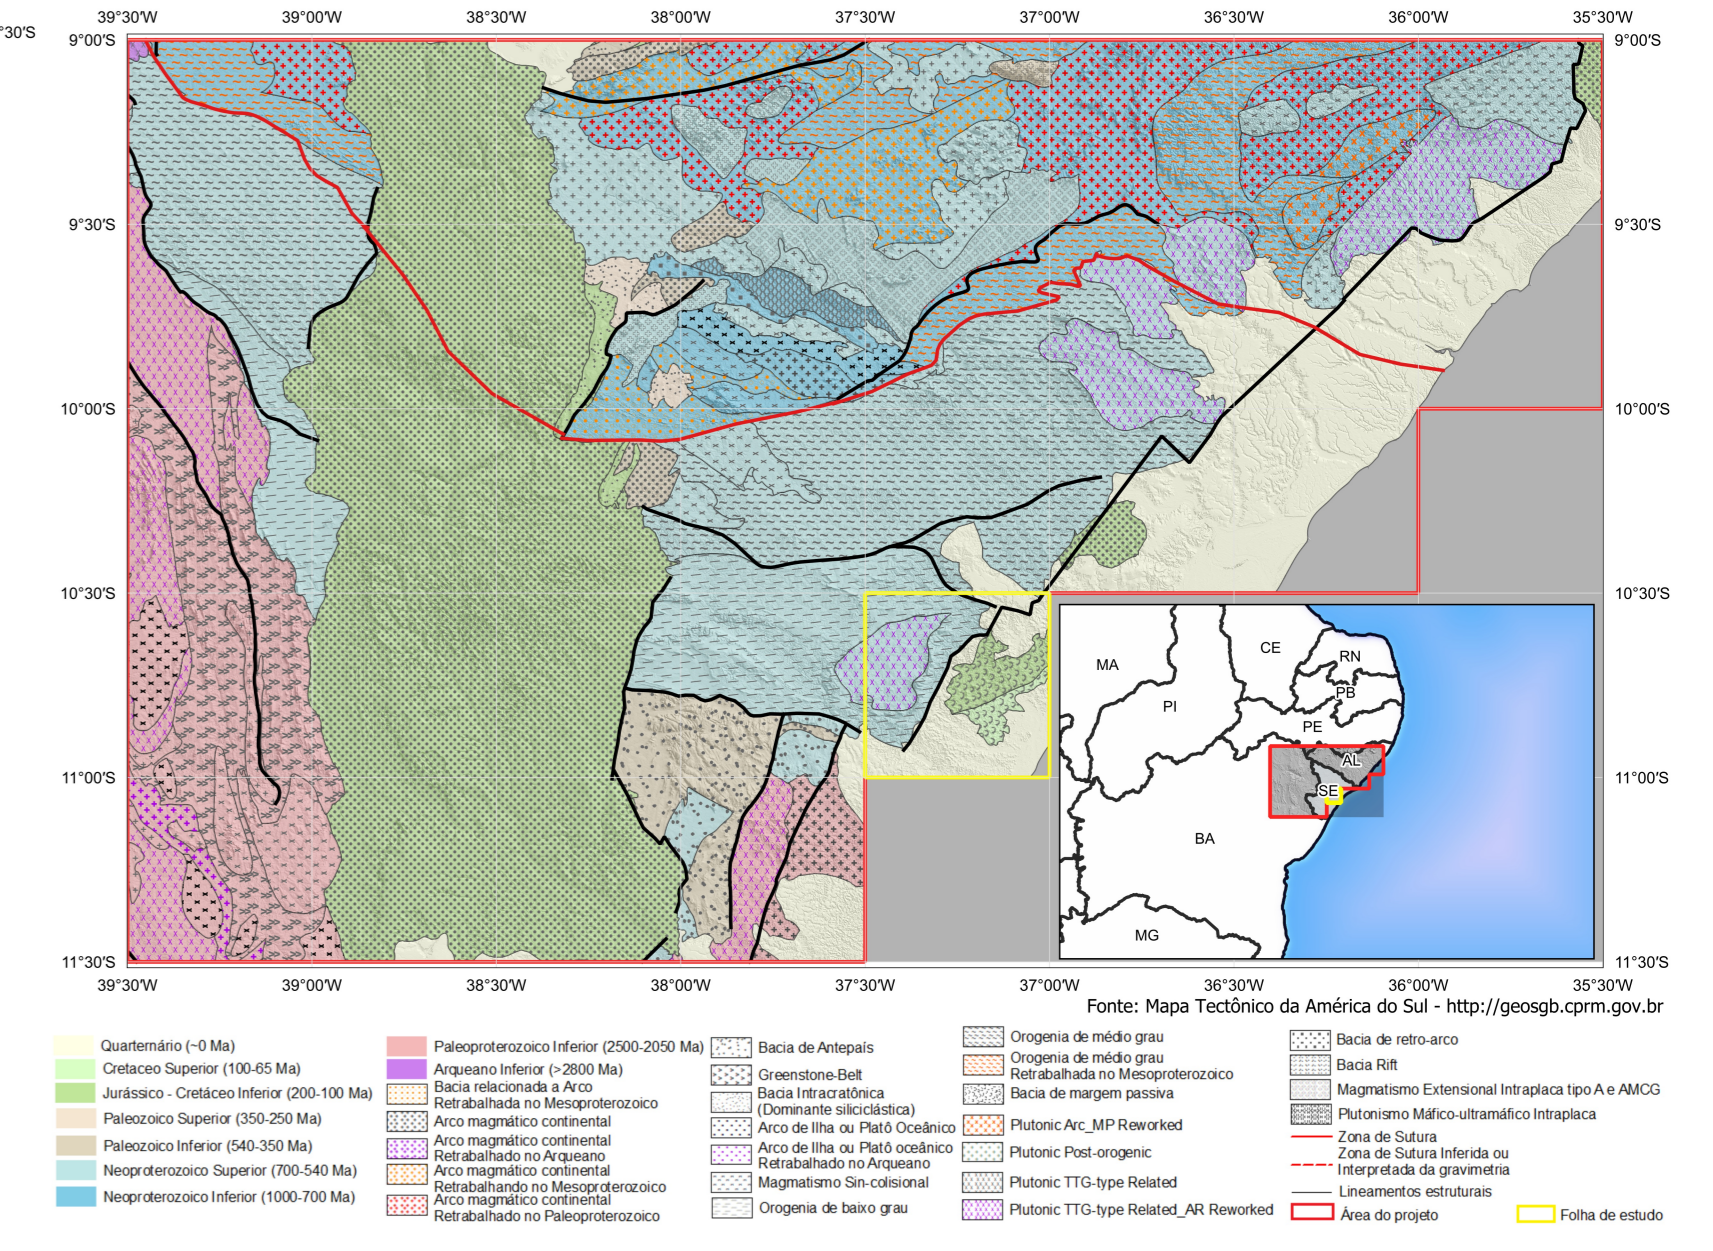 39°30'W 39°00'W 38°30'W 38°00'W 37°30'W 37°00'W 36°30'W 36°00'W 35°30'W
°30'S
9°00'S 9°00'S
9°30'S 9°30'S
10°00'S 10°00'S
10°30'S 10°30'S
11°00'S 11°00'S
11°30'S 11°30'S
MA
CE
RN
PB
PI
PE
AL
SE
BA
MG
39°30'W 39°00'W 38°30'W 38°00'W 37°30'W 37°00'W 36°30'W 36°00'W 35°30'W
Fonte: Mapa Tectônico da América do Sul - http://geosgb.cprm.gov.br
Quarternário (~0 Ma)
Cretaceo Superior (100-65 Ma)
Jurássico - Cretáceo Inferior (200-100 Ma)
Paleozoico Superior (350-250 Ma)
Paleozoico Inferior (540-350 Ma)
Neoproterozoico Superior (700-540 Ma)
Neoproterozoico Inferior (1000-700 Ma)
Paleoproterozoico Inferior (2500-2050 Ma)
Arqueano Inferior (>2800 Ma)
Bacia relacionada a Arco
Retrabalhada no Mesoproterozoico
Arco magmático continental
Arco magmático continental
Retrabalhado no Arqueano
Arco magmático continental
Retrabalhando no Mesoproterozoico
Arco magmático continental
Retrabalhado no Paleoproterozoico
Bacia de Antepaís
Greenstone-Belt
Bacia Intracratônica
(Dominante siliciclástica)
Arco de Ilha ou Platô Oceânico
Arco de Ilha ou Platô oceânico
Retrabalhado no Arqueano
Magmatismo Sin-colisional
Orogenia de baixo grau
Orogenia de médio grau
Orogenia de médio grau
Retrabalhada no Mesoproterozoico
Bacia de margem passiva
Plutonic Arc_MP Reworked
Plutonic Post-orogenic
Plutonic TTG-type Related
Plutonic TTG-type Related_AR Reworked
Bacia de retro-arco
Bacia Rift
Magmatismo Extensional Intraplaca tipo A e AMCG
Plutonismo Máfico-ultramáfico Intraplaca
Zona de Sutura
Zona de Sutura Inferida ou
Interpretada da gravimetria
Lineamentos estruturais
Área do projeto
Folha de estudo